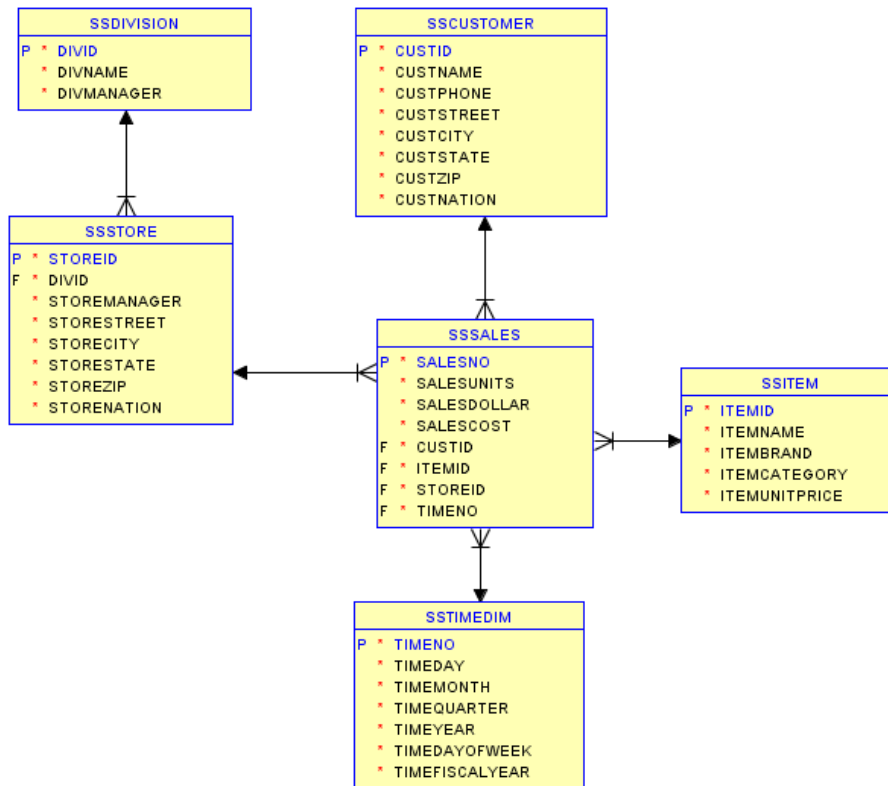 SSDIVISION
P * DIVID
* DIVNAME
* DIVMANAGER
SSCUSTOMER
P * CUSTID
* CUSTNAME
* CUSTPHONE
* CUSTSTREET
* CUSTCITY
* CUSTSTATE
* CUSTZIP
* CUSTNATION
SSSTORE
P * STOREID
F * DIVID
* STOREMANAGER
* STORESTREET
* STORECITY
* STORESTATE
* STOREZIP
* STORENATION
SSSALES
P * SALESNO
* SALESUNITS
* SALESDOLLAR
* SALESCOST
F * CUSTID
F * ITEMID
F * STOREID
F * TIMENO
SSITEM
P * ITEMID
* ITEMNAME
* ITEMBRAND
* ITEMCATEGORY
* ITEMUNITPRICE
SSTIMEDIM
P * TIMENO
* TIMEDAY
* TIMEMONTH
* TIMEQUARTER
* TIMEYEAR
* TIMEDAYOFWEEK
* TIMEFISCALYEAR